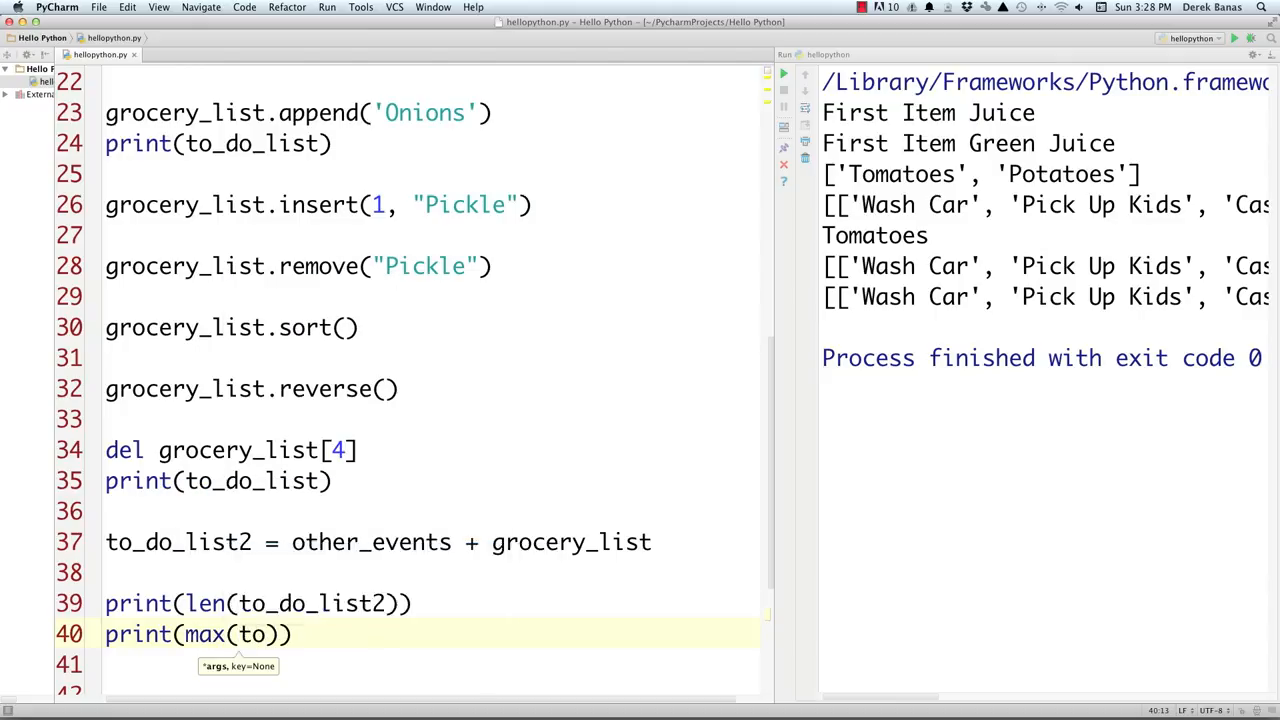 PyCharm File Edit View Navigate Code Refactor Run Tools VCS Window Help 10 Sun 3:28 PM Derek Banas
hellopython.py - Hello Python - [~/PycharmProjects/Hello Python]
Hello Python hellopython.py hellopython
hellopython.py Run hellopython
Hello P
hell
Extern
22
23 grocery_list.append('Onions')
24 print(to_do_list)
25
26 grocery_list.insert(1, "Pickle")
27
28 grocery_list.remove("Pickle")
29
30 grocery_list.sort()
31
32 grocery_list.reverse()
33
34 del grocery_list[4]
35 print(to_do_list)
36
37 to_do_list2 = other_events + grocery_list
38
39 print(len(to_do_list2))
40 print(max(to))
*args, key=None
41
42
/Library/Frameworks/Python.framewo
First Item Juice
First Item Green Juice
['Tomatoes', 'Potatoes']
[['Wash Car', 'Pick Up Kids', 'Cas
Tomatoes
[['Wash Car', 'Pick Up Kids', 'Cas
[['Wash Car', 'Pick Up Kids', 'Cas
Process finished with exit code 0
40:13 LF UTF-8